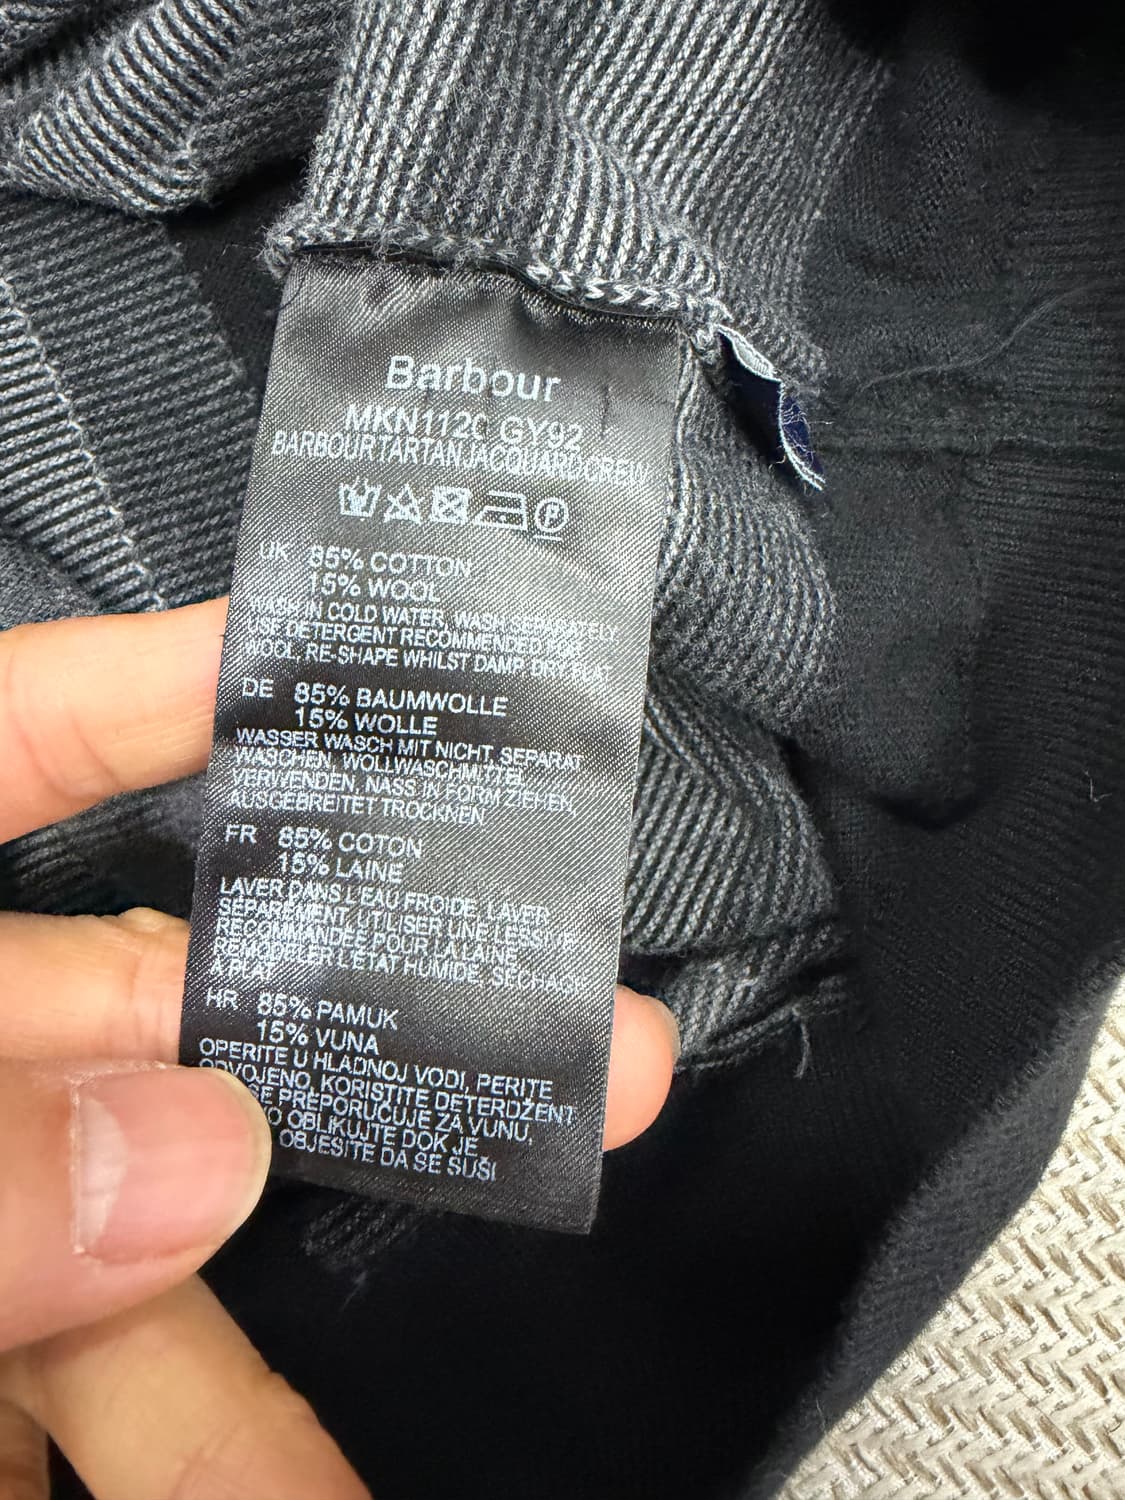 Barbour
MKN1120 GY92
BARBOUR TARTAN JACQUARD CREW
P
UK 85% COTTON
15% WOOL
WASH IN COLD WATER, WASH SEPARATELY,
USE DETERGENT RECOMMENDED FOR
WOOL, RE-SHAPE WHILST DAMP. DRY FLAT.
DE 85% BAUMWOLLE
15% WOLLE
WASSER WASCH MIT NICHT, SEPARAT
WASCHEN, WOLLWASCHMITTEL
VERWENDEN, NASS IN FORM ZIEHEN,
AUSGEBREITET TROCKNEN
FR 85% COTON
15% LAINE
LAVER DANS L'EAU FROIDE, LAVER
SÉPARÉMENT, UTILISER UNE LESSIVE
RECOMMANDÉE POUR LA LAINE
REMODELER L'ÉTAT HUMIDE, SÉCHAGE
À PLAT
HR 85% PAMUK
15% VUNA
OPERITE U HLADNOJ VODI, PERITE
ODVOJENO, KORISTITE DETERDŽENT
SE PREPORUČUJE ZA VUNU,
OBLIKUJTE DOK JE
OBJESITE DA SE SUŠI